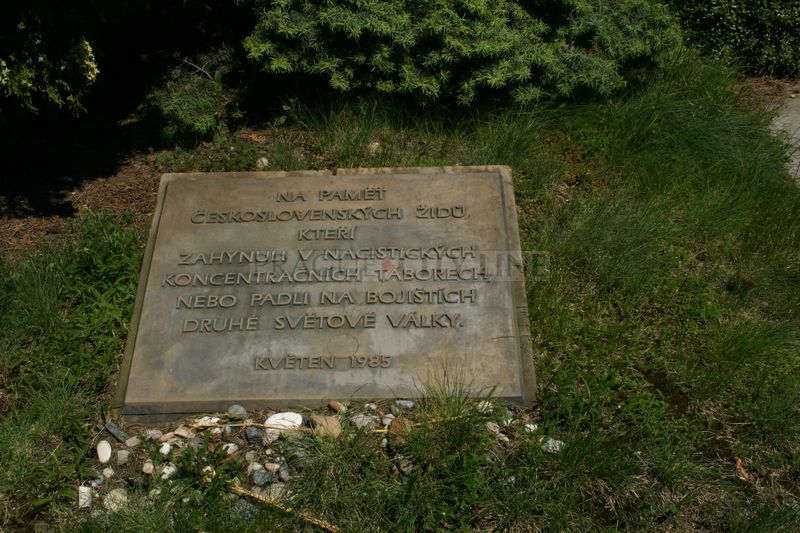 NA PAMĚŤ
ČESKOSLOVENSKÝCH ŽIDŮ,
KTEŘÍ
ZAHYNULI V NACISTICKÝCH
KONCENTRAČNÍCH TÁBORECH,
NEBO PADLI NA BOJIŠTÍCH
DRUHÉ SVĚTOVÉ VÁLKY.
KVĚTEN 1985